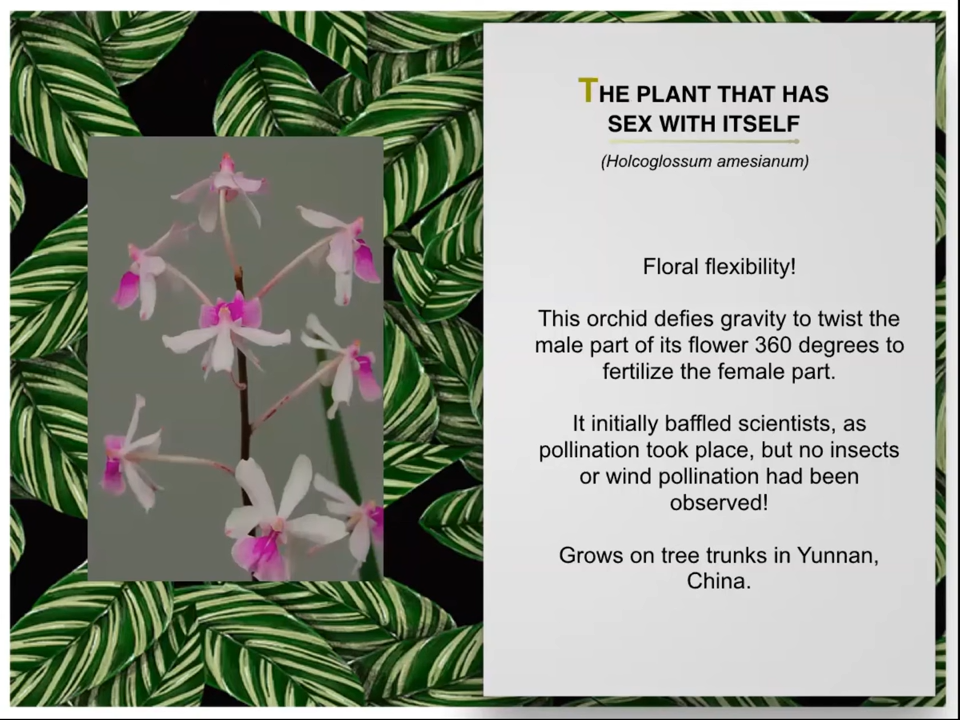 THE PLANT THAT HAS
SEX WITH ITSELF
(Holcoglossum amesianum)
Floral flexibility!
This orchid defies gravity to twist the
male part of its flower 360 degrees to
fertilize the female part.
It initially baffled scientists, as
pollination took place, but no insects
or wind pollination had been
observed!
Grows on tree trunks in Yunnan,
China.